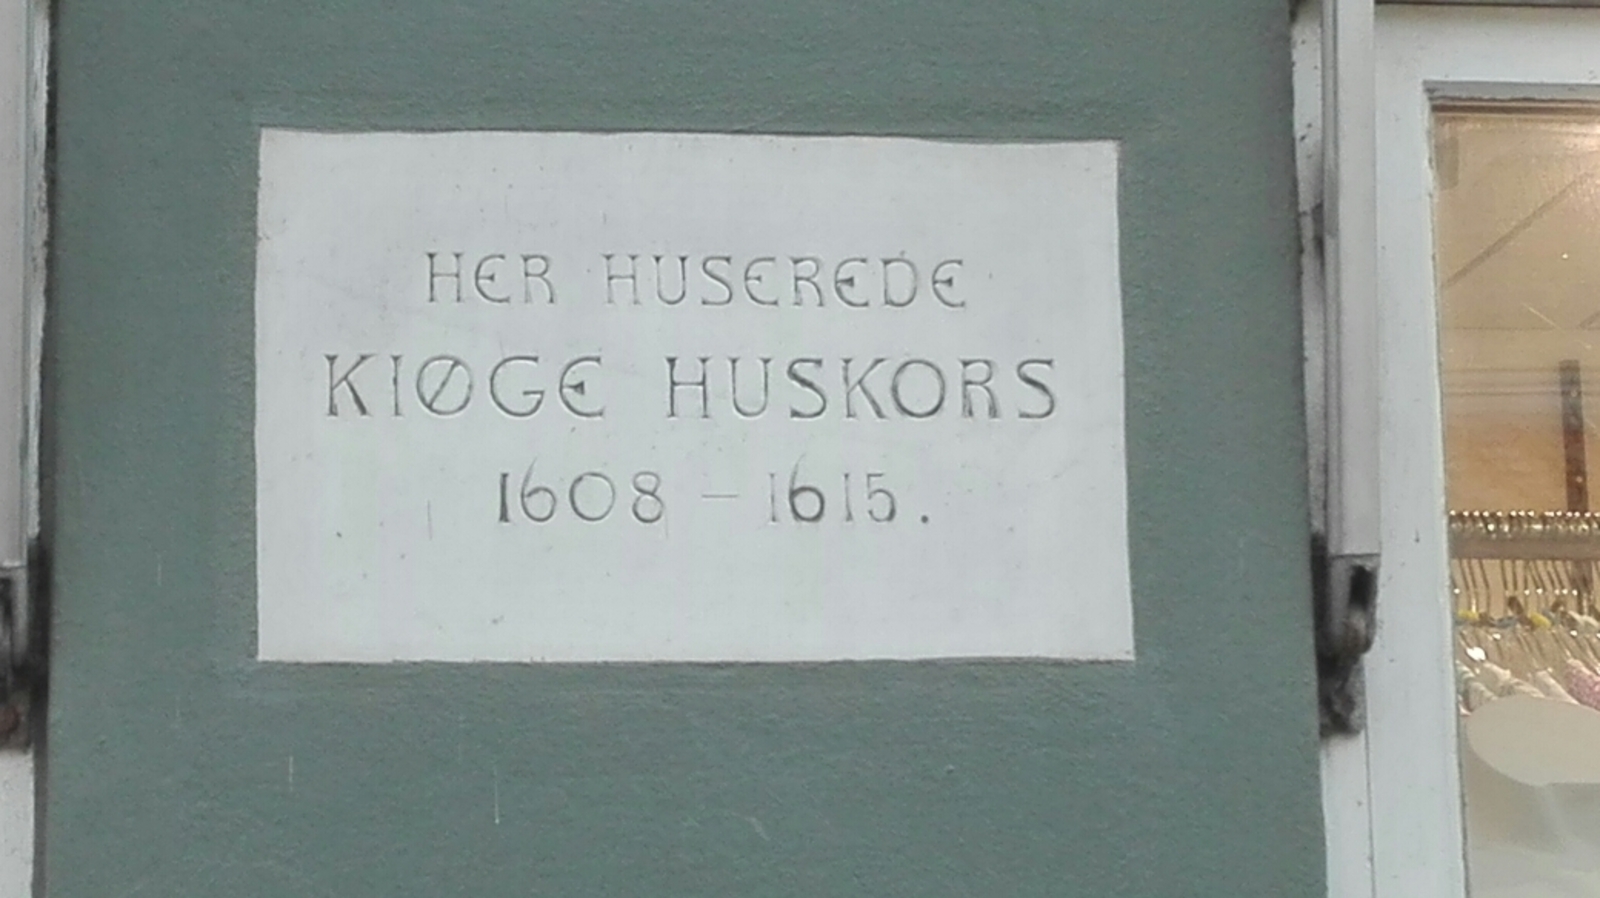 HER HUSEREDE
KIØGE HUSKORS
1608 – 1615.